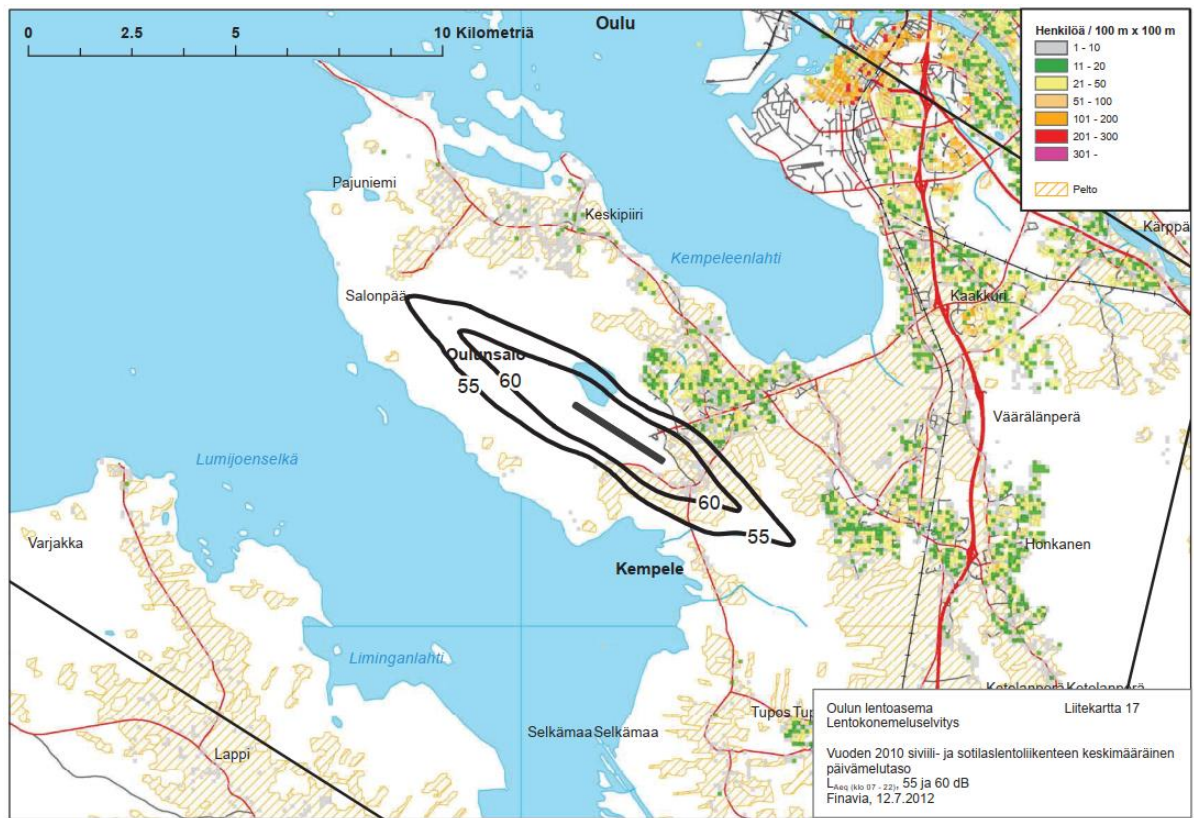 Oulu
0 2.5 5 10 Kilometriä
Henkilöä / 100 m x 100 m
1 - 10
11 - 20
21 - 50
51 - 100
101 - 200
201 - 300
301 -
Pelto
Pajuniemi
Keskipiiri
Kärppä
Kempeleenlahti
Salonpää
Kaakkuri
Oulunsalo
55
60
Väärälänperä
Lumijoenselkä
60
55
Varjakka
Honkanen
Kempele
Liminganlahti
Tupos Tup
Selkämaa Selkämaa
Lappi
Oulun lentoasema Liitekartta 17
Lentokonemeluselvitys
Vuoden 2010 siviili- ja sotilaslentoliikenteen keskimääräinen
päivämelutaso
LAeq (klo 07 - 22), 55 ja 60 dB
Finavia, 12.7.2012